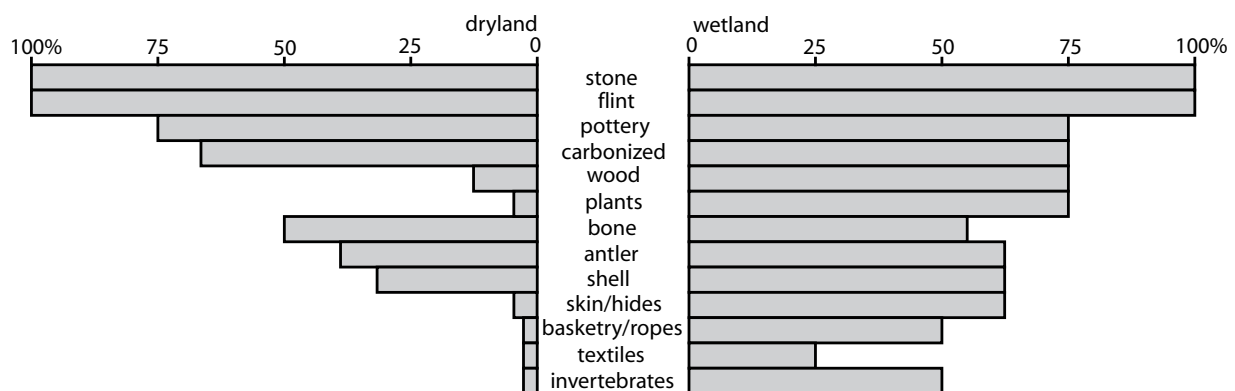 dryland wetland
100% 75 50 25 0 0 25 50 75 100%
stone
flint
pottery
carbonized
wood
plants
bone
antler
shell
skin/hides
basketry/ropes
textiles
invertebrates